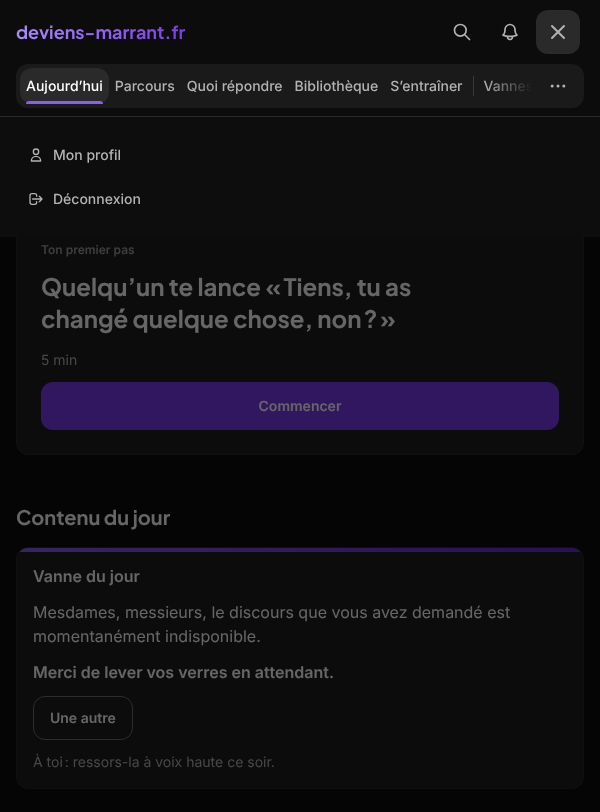 deviens-marrant.fr
Aujourd’hui Parcours Quoi répondre Bibliothèque S’entraîner Vannes
Mon profil
Déconnexion
Ton premier pas
Quelqu’un te lance « Tiens, tu as
changé quelque chose, non ? »
5 min
Commencer
Contenu du jour
Vanne du jour
Mesdames, messieurs, le discours que vous avez demandé est
momentanément indisponible.
Merci de lever vos verres en attendant.
Une autre
À toi : ressors-la à voix haute ce soir.